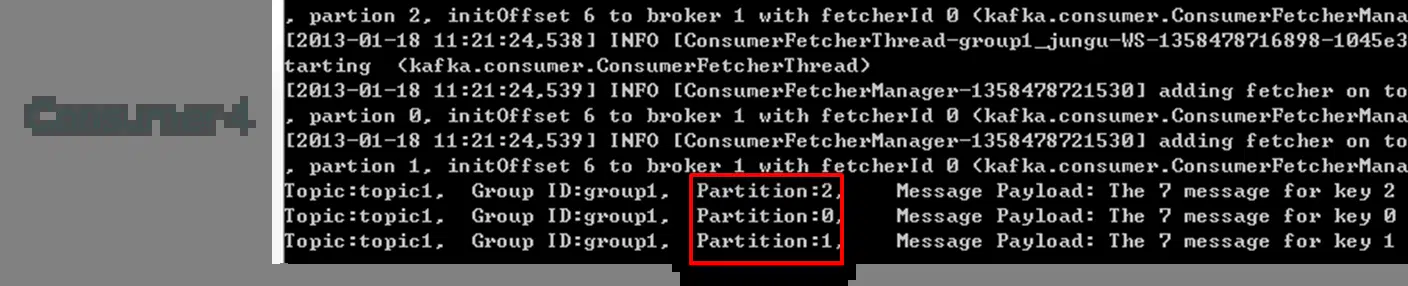 Consumer4
, partion 2, initOffset 6 to broker 1 with fetcherId 0 (kafka.consumer.ConsumerFetcherMana
[2013-01-18 11:21:24,538] INFO [ConsumerFetcherThread-group1_jungu-WS-1358478716898-1045e3
tarting  (kafka.consumer.ConsumerFetcherThread)
[2013-01-18 11:21:24,539] INFO [ConsumerFetcherManager-1358478721530] adding fetcher on to
, partion 0, initOffset 6 to broker 1 with fetcherId 0 (kafka.consumer.ConsumerFetcherMana
[2013-01-18 11:21:24,539] INFO [ConsumerFetcherManager-1358478721530] adding fetcher on to
, partion 1, initOffset 6 to broker 1 with fetcherId 0 (kafka.consumer.ConsumerFetcherMana
Topic:topic1,  Group ID:group1,  Partition:2,    Message Payload: The 7 message for key 2
Topic:topic1,  Group ID:group1,  Partition:0,    Message Payload: The 7 message for key 0
Topic:topic1,  Group ID:group1,  Partition:1,    Message Payload: The 7 message for key 1